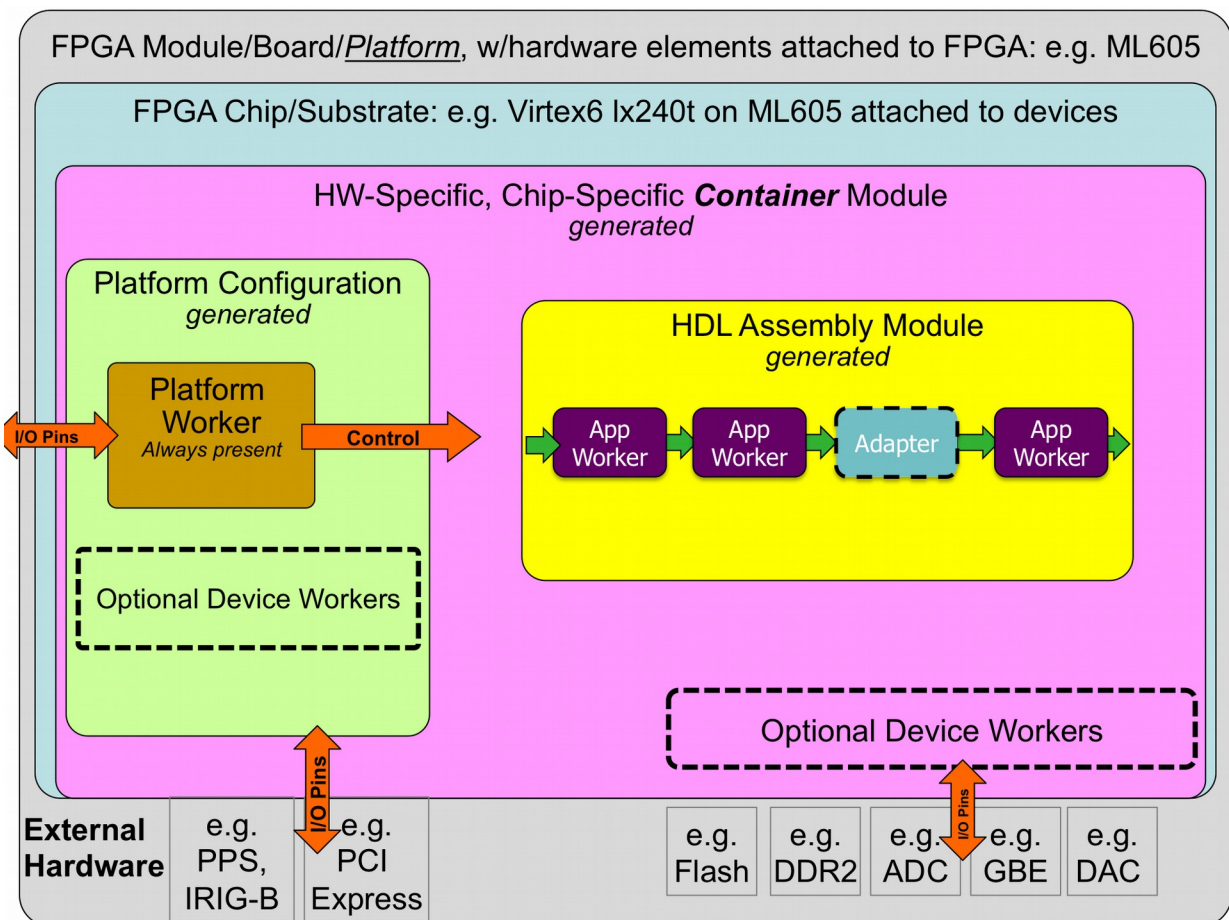 FPGA Module/Board/Platform, w/hardware elements attached to FPGA: e.g. ML605
FPGA Chip/Substrate: e.g. Virtex6 lx240t on ML605 attached to devices
HW-Specific, Chip-Specific Container Module
generated
Platform Configuration
generated
Platform
Worker
Always present
I/O Pins
Control
Optional Device Workers
HDL Assembly Module
generated
App
Worker
App
Worker
Adapter
App
Worker
Optional Device Workers
I/O Pins
I/O Pins
External
Hardware
e.g.
PPS,
IRIG-B
e.g.
PCI
Express
e.g.
Flash
e.g.
DDR2
e.g.
ADC
e.g.
GBE
e.g.
DAC